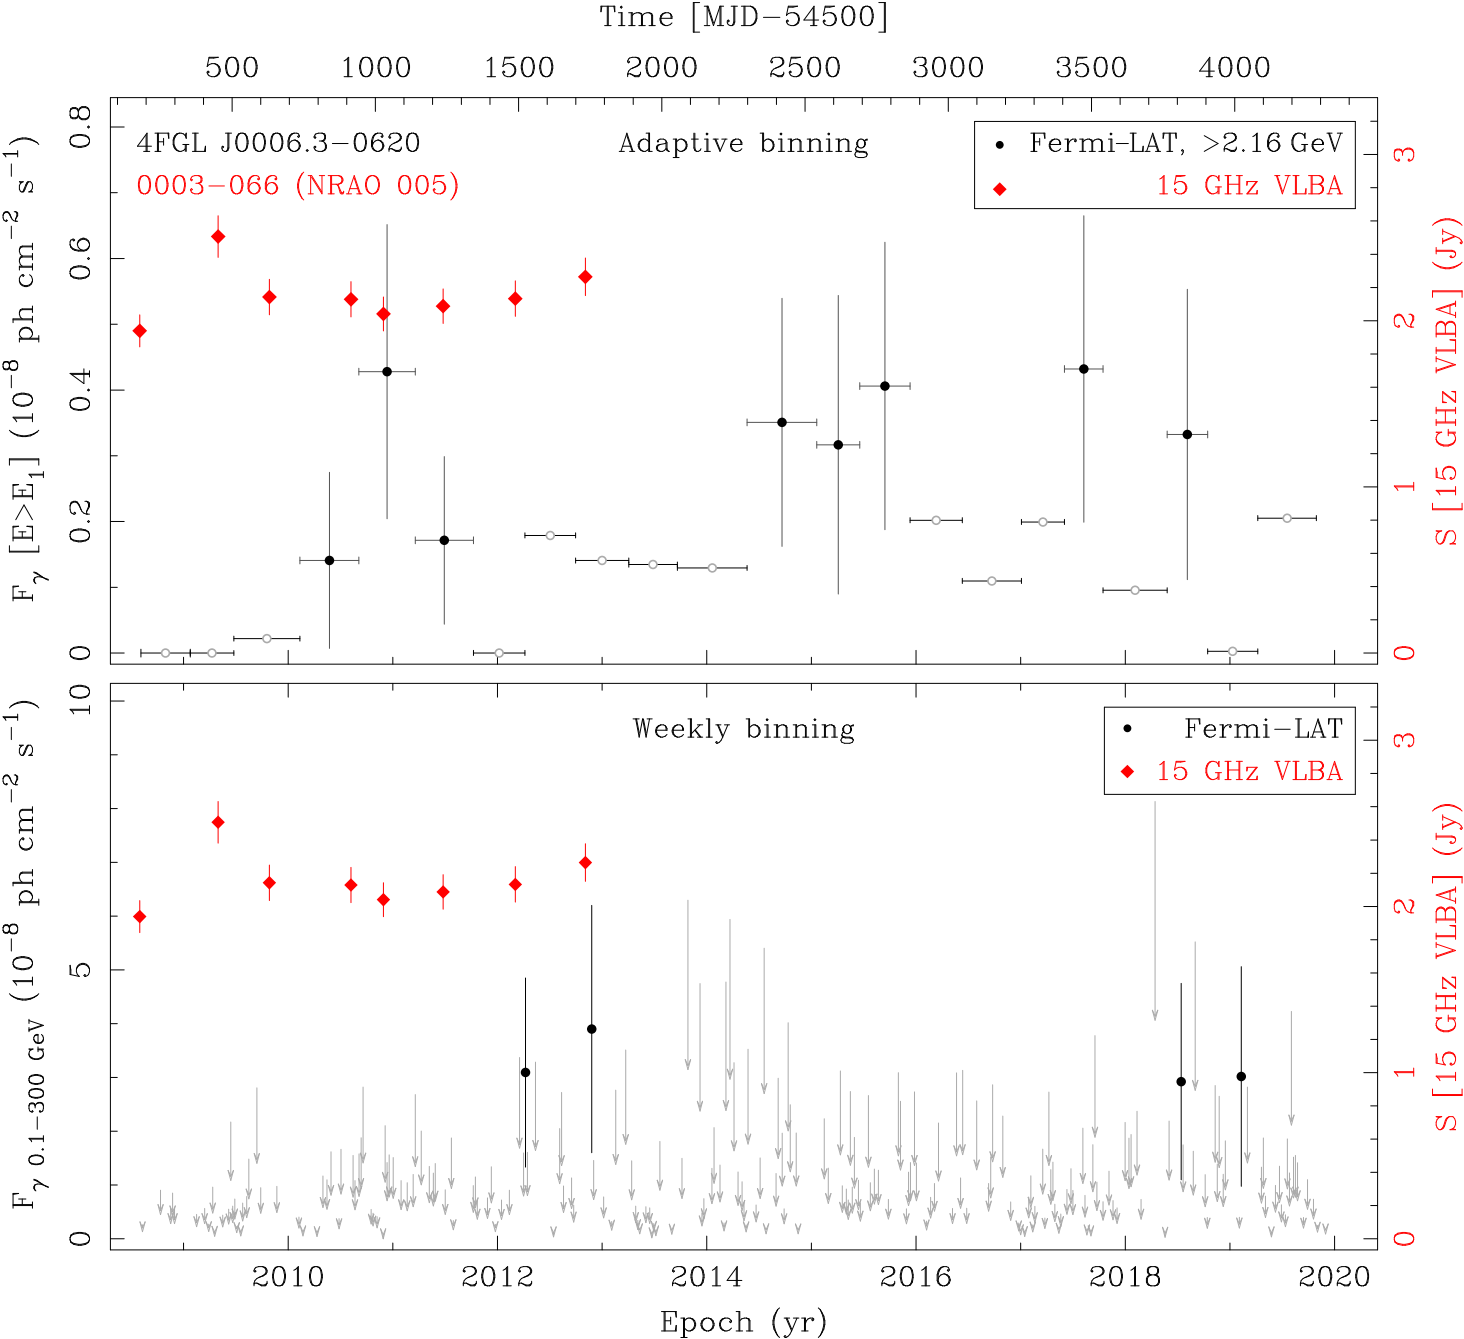 Time [MJD−54500]
500 1000 1500 2000 2500 3000 3500 4000
4FGL J0006.3−0620
0003−066 (NRAO 005)
Adaptive binning
Fermi−LAT, >2.16 GeV
15 GHz VLBA
F_γ [E>E_1] (10^−8 ph cm^−2 s^−1)
0.8
0.6
0.4
0.2
0
S [15 GHz VLBA] (Jy)
3
2
1
0
Weekly binning
Fermi−LAT
15 GHz VLBA
F_γ 0.1−300 GeV (10^−8 ph cm^−2 s^−1)
10
5
0
S [15 GHz VLBA] (Jy)
3
2
1
0
2010 2012 2014 2016 2018 2020
Epoch (yr)